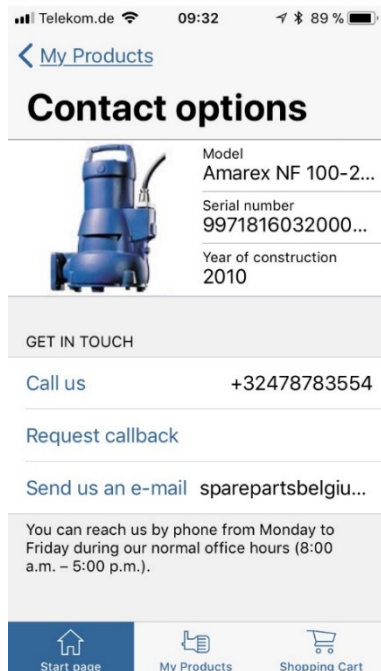 Telekom.de 09:32 89 %
My Products
Contact options
Model
Amarex NF 100-2...
Serial number
9971816032000...
Year of construction
2010
GET IN TOUCH
Call us +32478783554
Request callback
Send us an e-mail sparepartsbelgiu...
You can reach us by phone from Monday to
Friday during our normal office hours (8:00
a.m. – 5:00 p.m.).
Start page My Products Shopping Cart